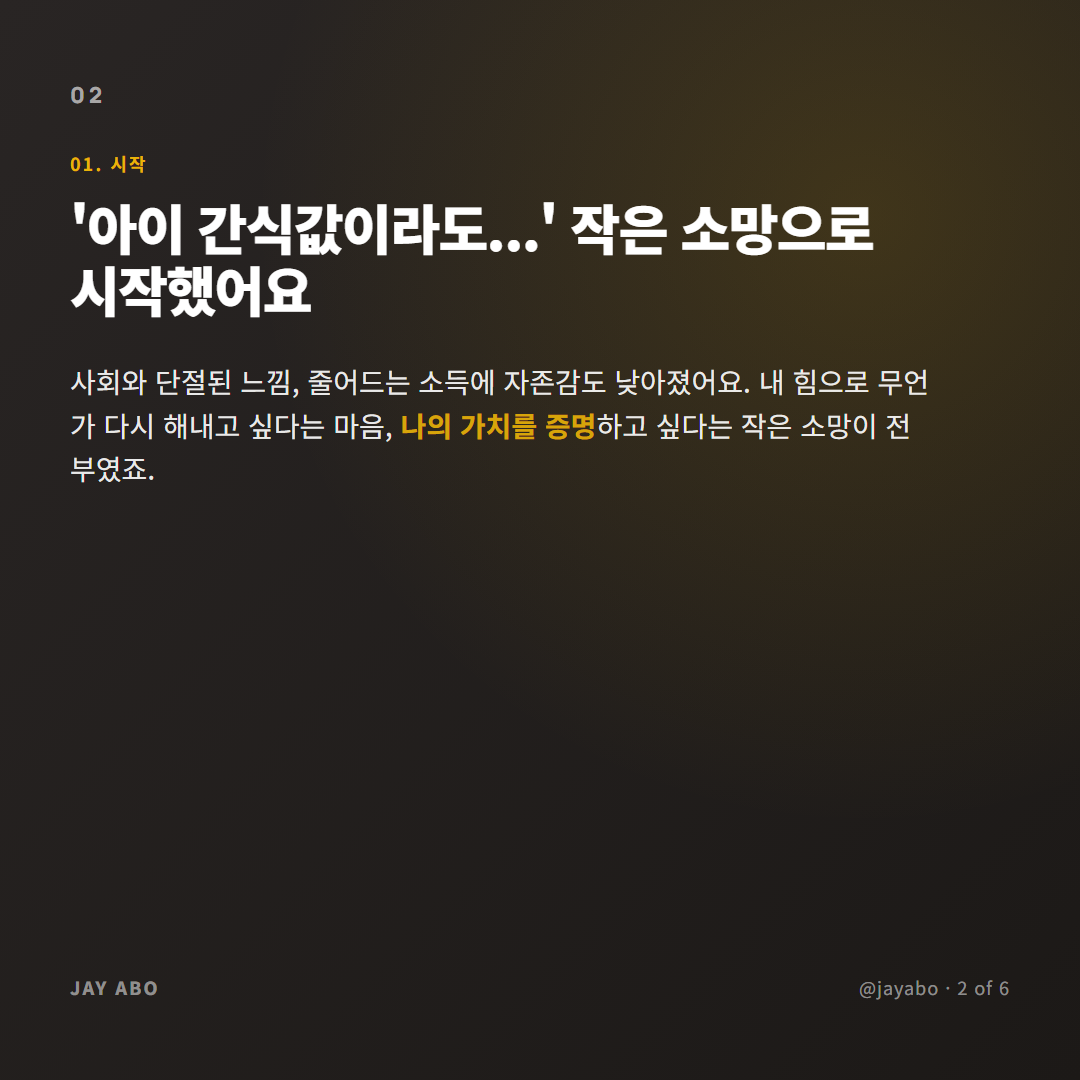 02
01. 시작
'아이 간식값이라도...' 작은 소망으로
시작했어요
사회와 단절된 느낌, 줄어드는 소득에 자존감도 낮아졌어요. 내 힘으로 무언
가 다시 해내고 싶다는 마음, 나의 가치를 증명하고 싶다는 작은 소망이 전
부였죠.
JAY ABO
@jayabo · 2 of 6